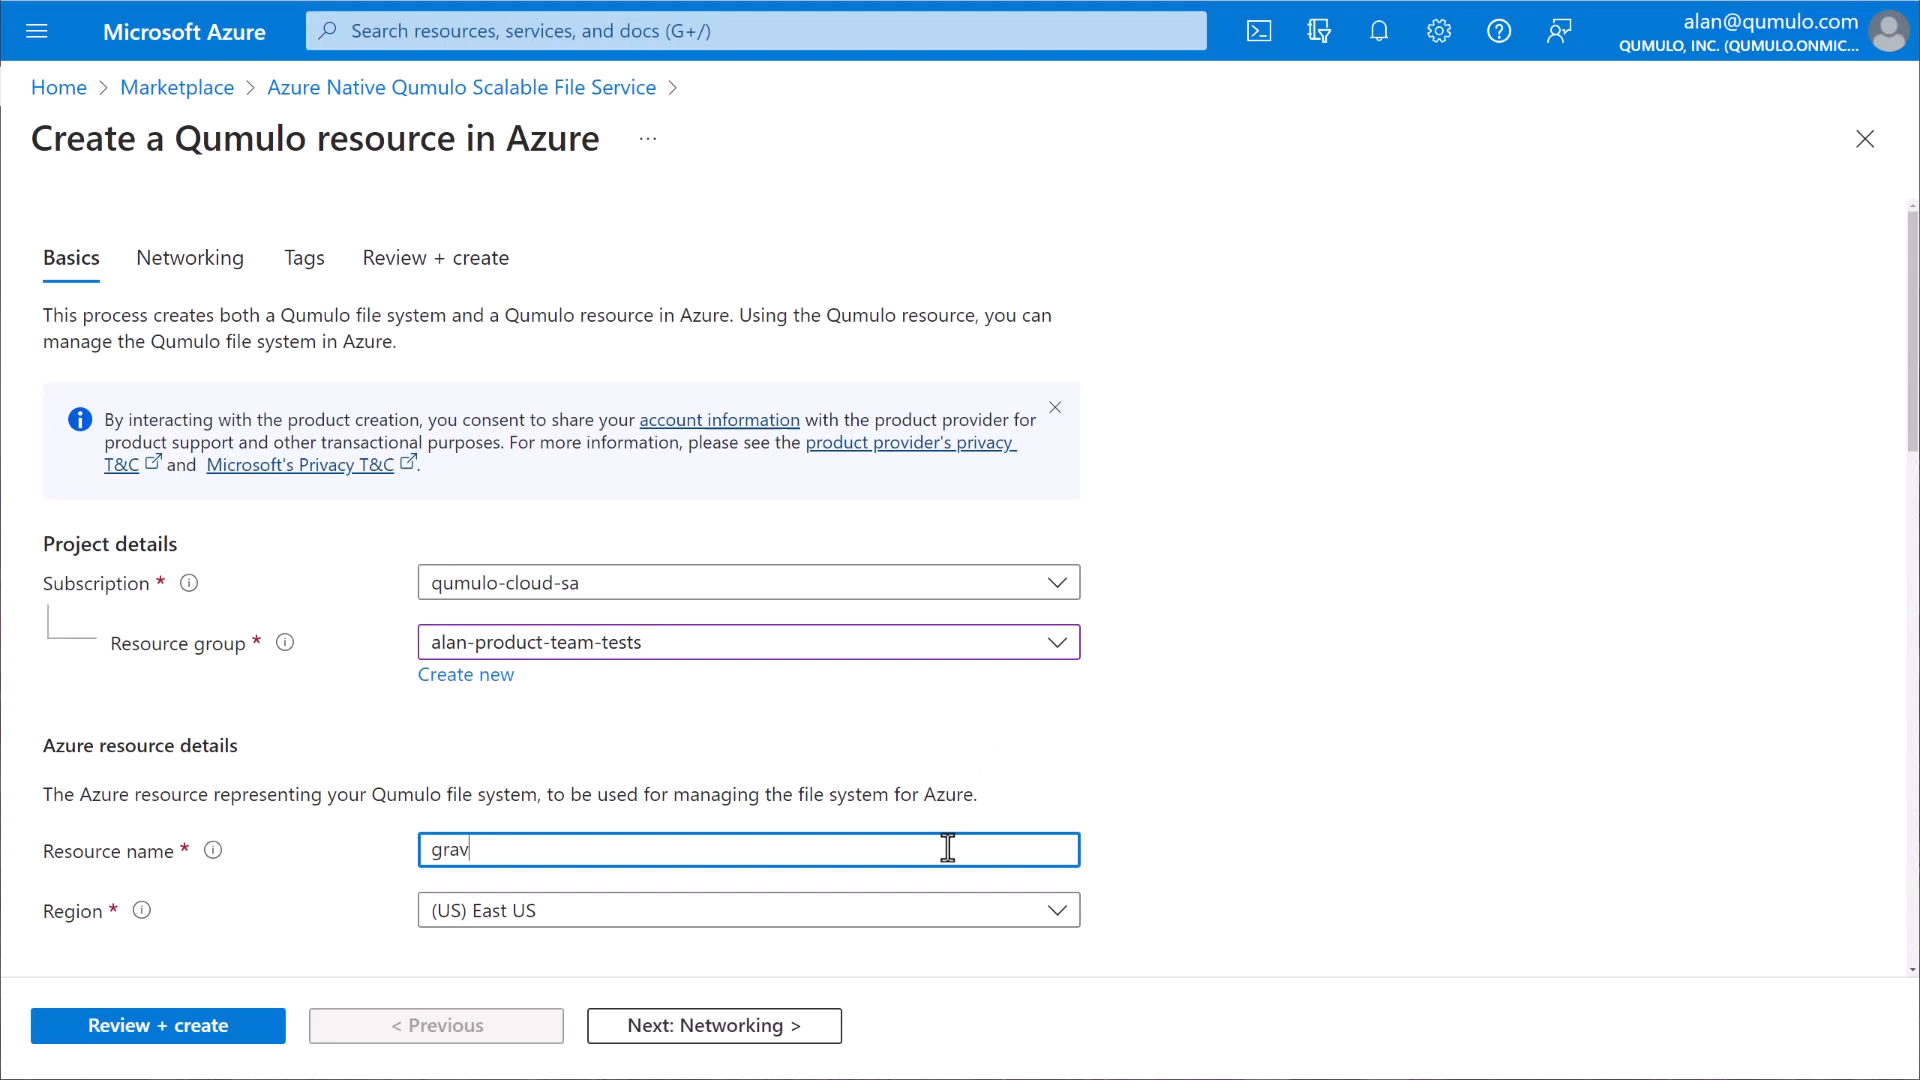 Microsoft Azure
Search resources, services, and docs (G+/)
alan@qumulo.com
QUMULO, INC. (QUMULO.ONMIC...
Home > Marketplace > Azure Native Qumulo Scalable File Service >
Create a Qumulo resource in Azure ...
Basics Networking Tags Review + create
This process creates both a Qumulo file system and a Qumulo resource in Azure. Using the Qumulo resource, you can
manage the Qumulo file system in Azure.
By interacting with the product creation, you consent to share your account information with the product provider for
product support and other transactional purposes. For more information, please see the product provider's privacy
T&C and Microsoft's Privacy T&C.
Project details
Subscription *
qumulo-cloud-sa
Resource group *
alan-product-team-tests
Create new
Azure resource details
The Azure resource representing your Qumulo file system, to be used for managing the file system for Azure.
Resource name *
grav
Region *
(US) East US
Review + create
< Previous
Next: Networking >